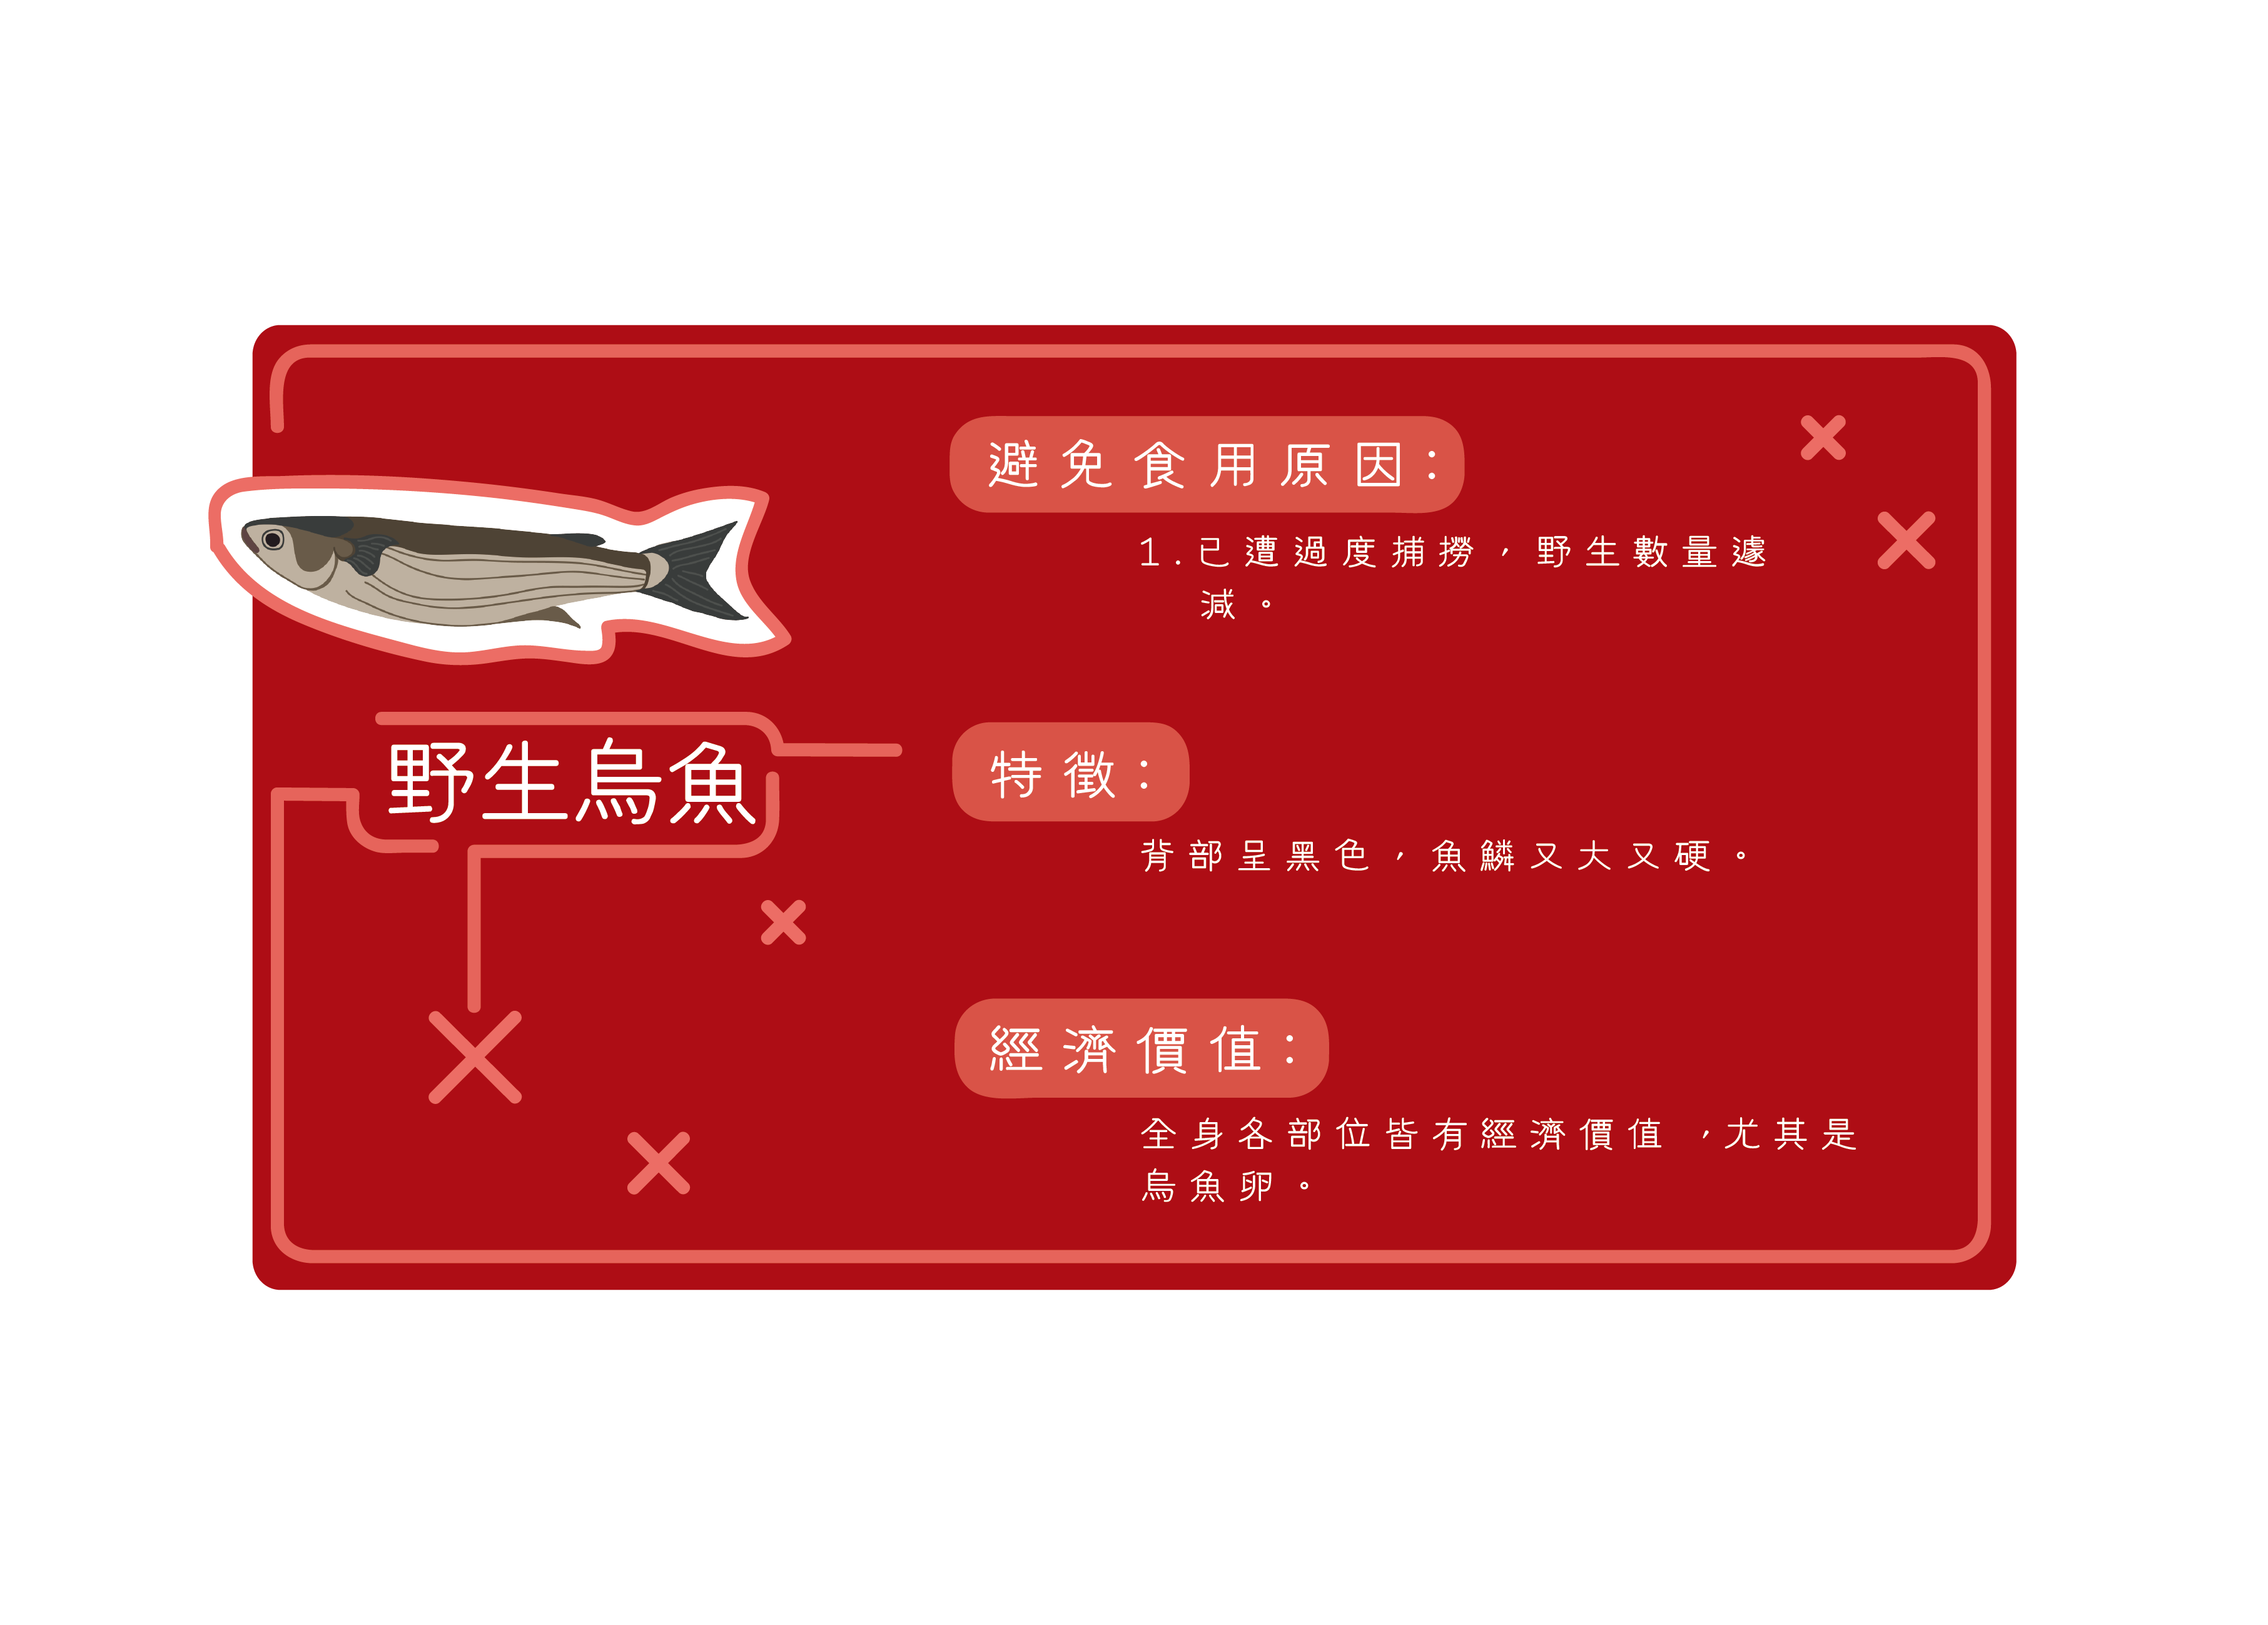 避免食用原因：
1.已遭過度捕撈，野生數量遽
減。
野生烏魚
特徵：
背部呈黑色，魚鱗又大又硬。
經濟價值：
全身各部位皆有經濟價值，尤其是
烏魚卵。